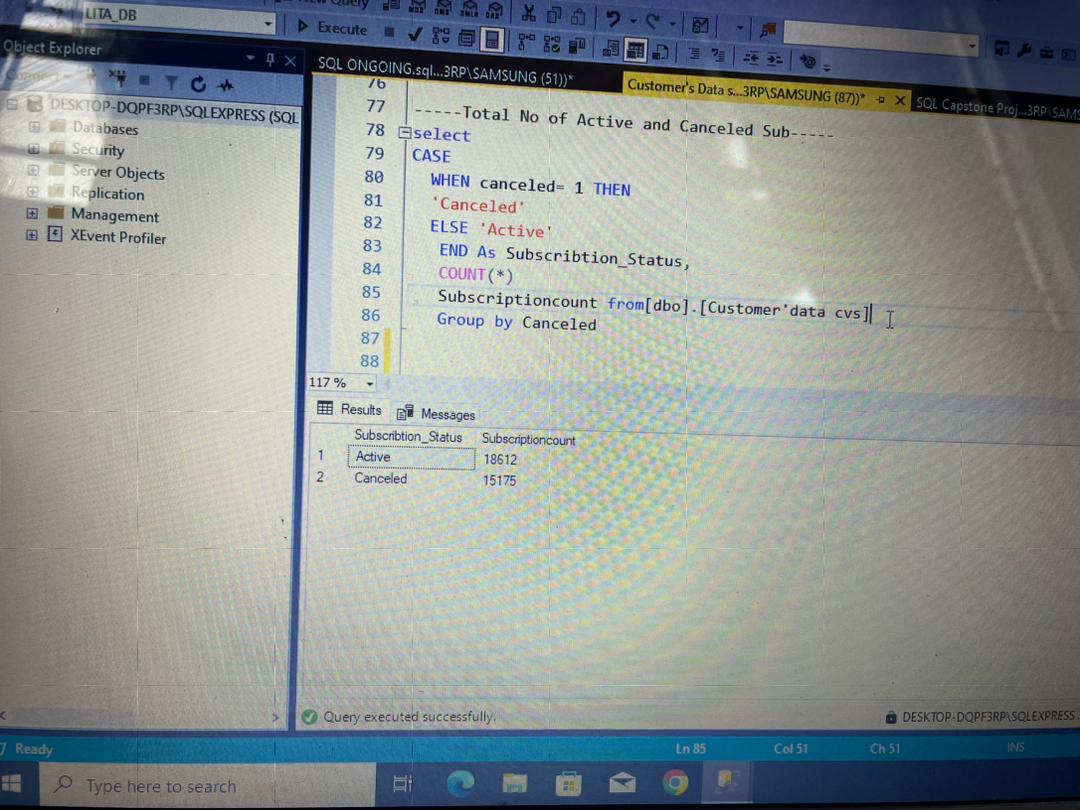 LITA_DB
Execute
Object Explorer
SQL ONGOING.sql...3RP\SAMSUNG (51))*
Customer's Data s...3RP\SAMSUNG (87))*
SQL Capstone Proj...3RP\SAMS
DESKTOP-DQPF3RP\SQLEXPRESS (SQL
Databases
Security
Server Objects
Replication
Management
XEvent Profiler
76
77 -----Total No of Active and Canceled Sub-----
78 select
79 CASE
80 WHEN canceled= 1 THEN
81 'Canceled'
82 ELSE 'Active'
83 END As Subscribtion_Status,
84 COUNT(*)
85 Subscriptioncount from[dbo].[Customer'data cvs]
86 Group by Canceled
87
88
117 %
Results Messages
Subscribtion_Status Subscriptioncount
1 Active 18612
2 Canceled 15175
Query executed successfully.
DESKTOP-DQPF3RP\SQLEXPRESS
Ready Ln 85 Col 51 Ch 51 INS
Type here to search